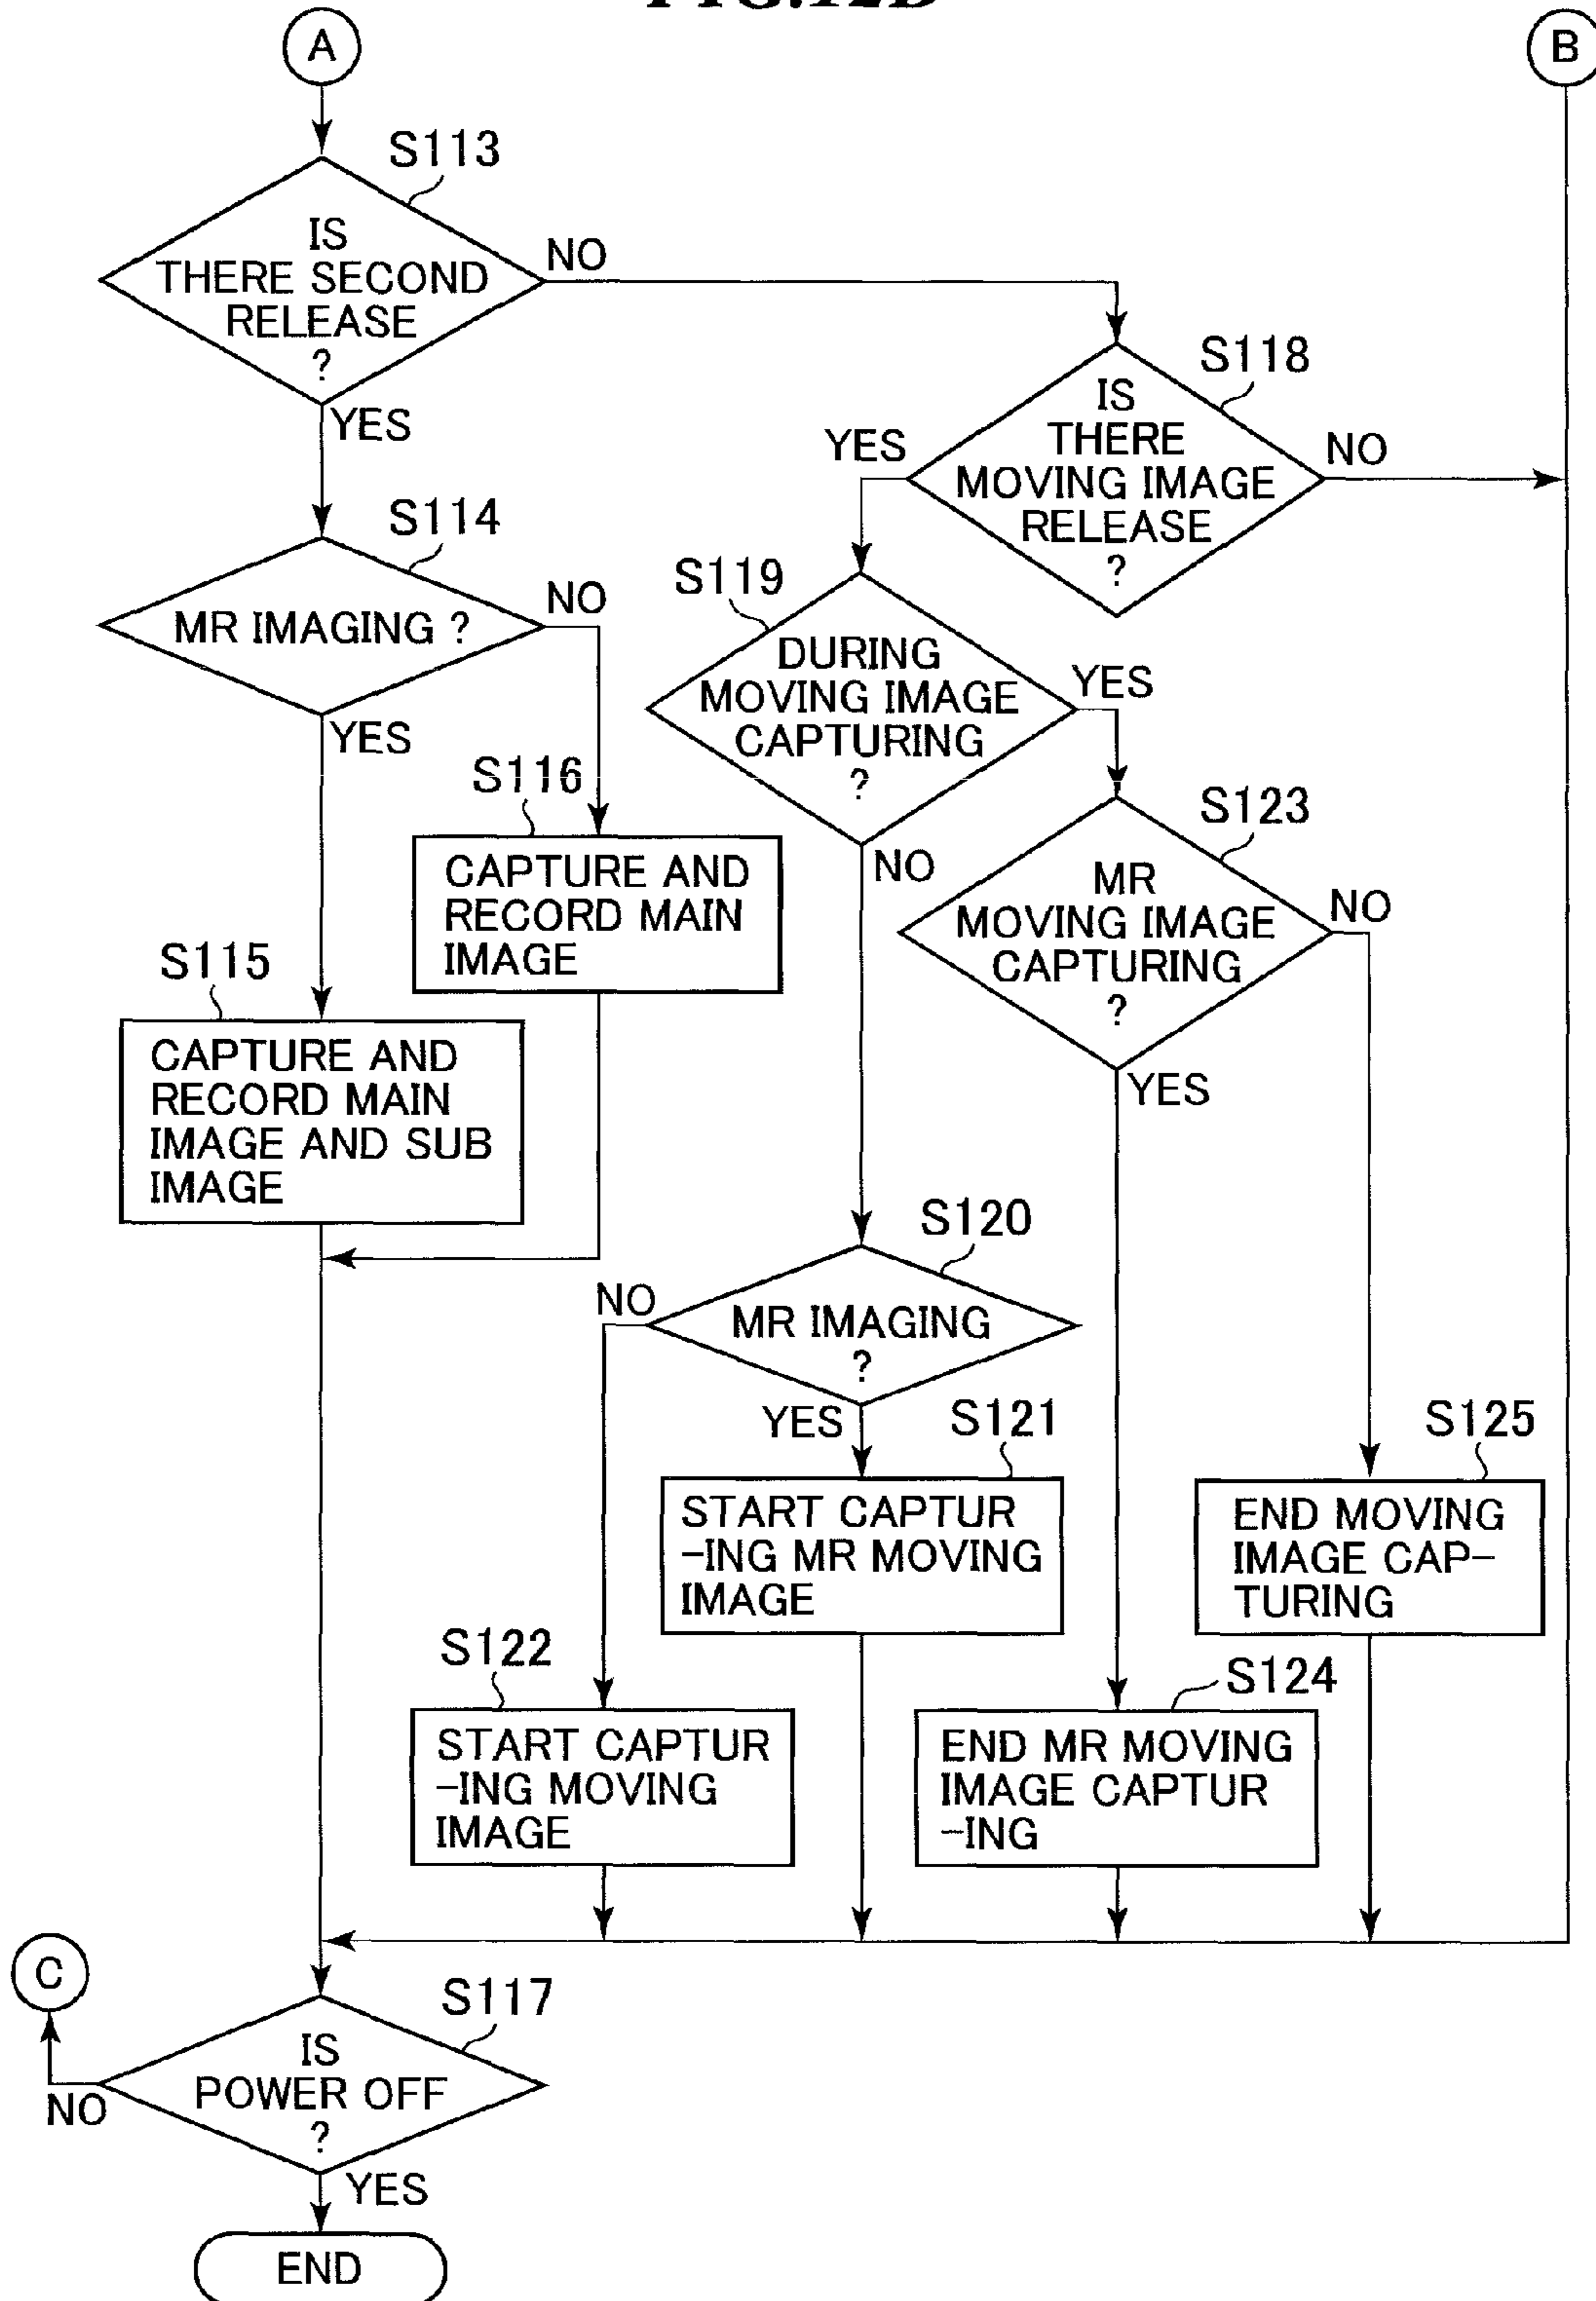 A
B
S113
IS
THERE SECOND
RELEASE
?
NO
YES
S118
IS
THERE
MOVING IMAGE
RELEASE
?
YES
NO
S114
MR IMAGING ?
NO
YES
S119
DURING
MOVING IMAGE
CAPTURING
?
YES
NO
S116
CAPTURE AND
RECORD MAIN
IMAGE
S123
MR
MOVING IMAGE
CAPTURING
?
NO
YES
S115
CAPTURE AND
RECORD MAIN
IMAGE AND SUB
IMAGE
S120
MR IMAGING
?
NO
YES
S121
START CAPTUR
-ING MR MOVING
IMAGE
S125
END MOVING
IMAGE CAP-
TURING
S122
START CAPTUR
-ING MOVING
IMAGE
S124
END MR MOVING
IMAGE CAPTUR
-ING
C
S117
IS
POWER OFF
?
NO
YES
END